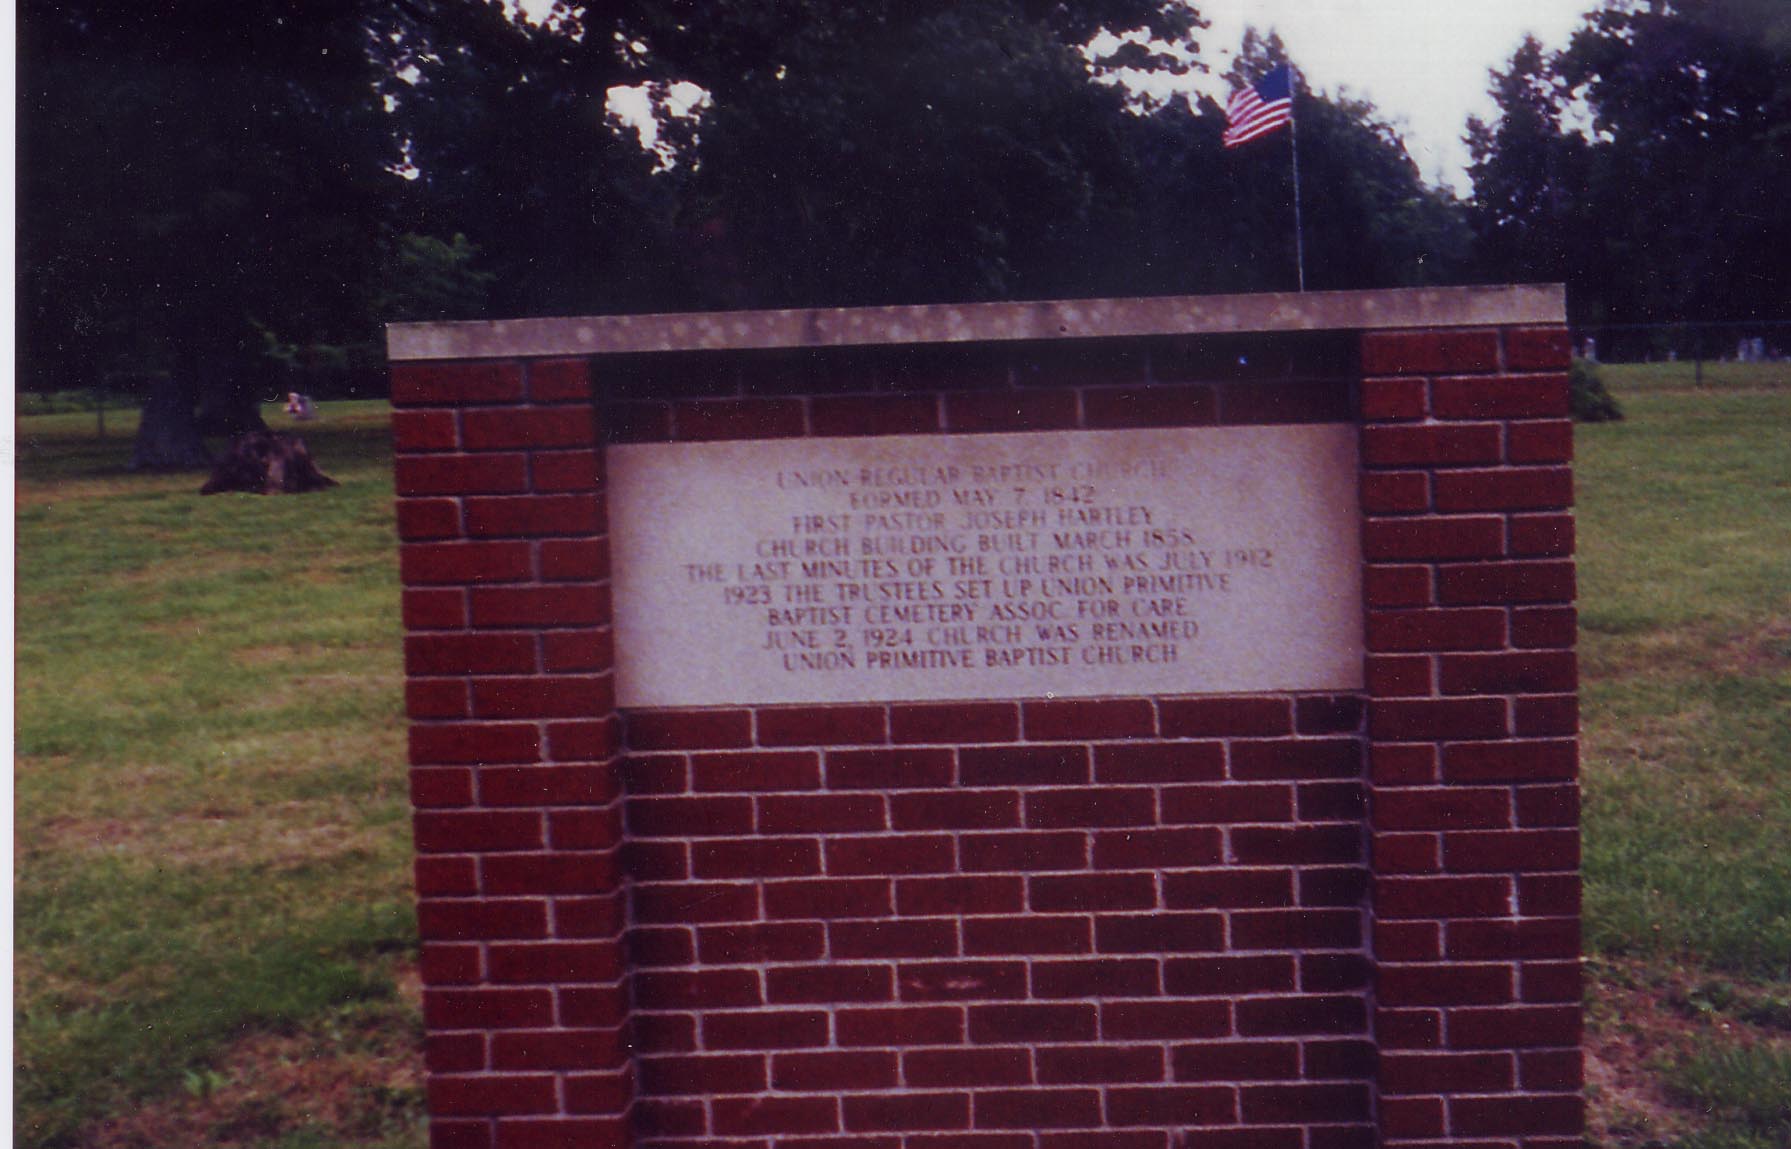 UNION REGULAR BAPTIST CHURCH
FORMED MAY 7, 1842
FIRST PASTOR JOSEPH HARTLEY
CHURCH BUILDING BUILT MARCH 1858
THE LAST MINUTES OF THE CHURCH WAS JULY 1912
1923 THE TRUSTEES SET UP UNION PRIMITIVE
BAPTIST CEMETERY ASSOC. FOR CARE
JUNE 2, 1924 CHURCH WAS RENAMED
UNION PRIMITIVE BAPTIST CHURCH